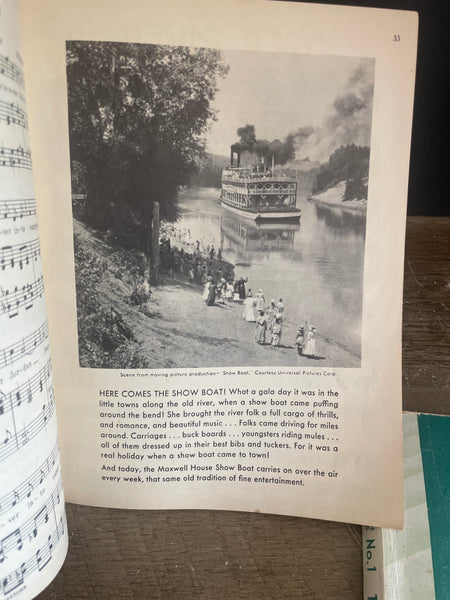 33
Scene from moving picture production—"Show Boat." Courtesy Universal Pictures Corp.
HERE COMES THE SHOW BOAT! What a gala day it was in the
little towns along the old river, when a show boat came puffing
around the bend! She brought the river folk a full cargo of thrills,
and romance, and beautiful music . . . Folks came driving for miles
around. Carriages . . . buck boards . . . youngsters riding mules . . .
all of them dressed up in their best bibs and tuckers. For it was a
real holiday when a show boat came to town!
And today, the Maxwell House Show Boat carries on over the air
every week, that same old tradition of fine entertainment.
No.1